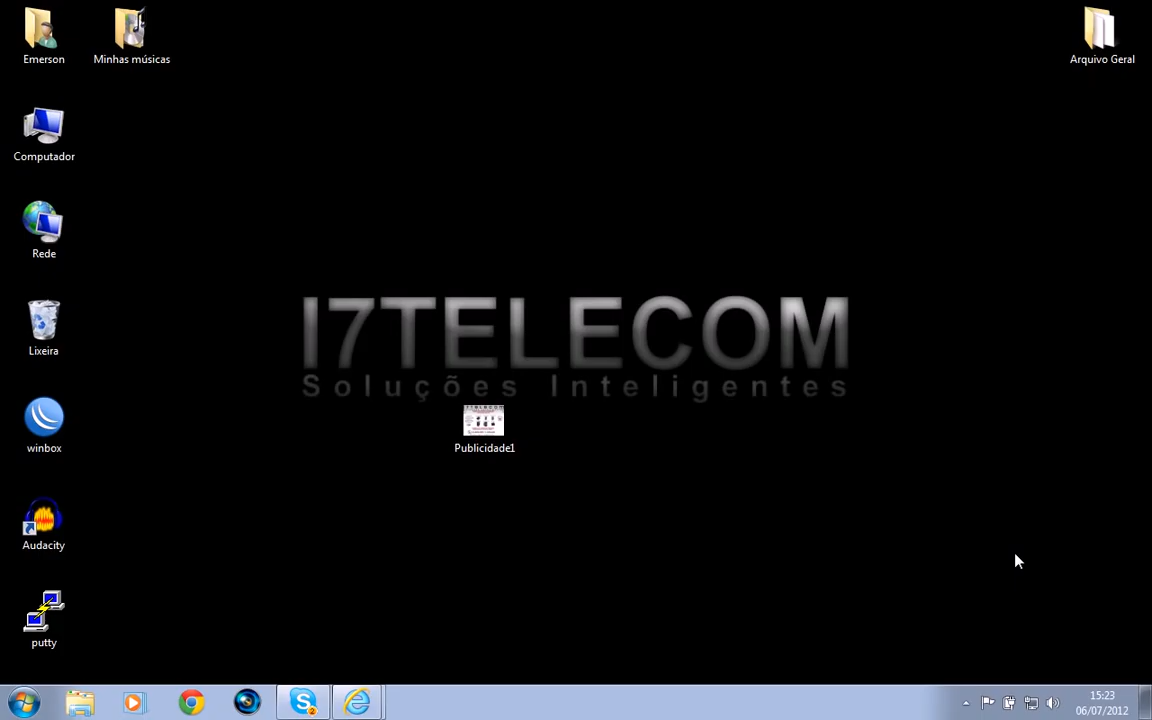 Emerson
Minhas músicas
Arquivo Geral
Computador
Rede
Lixeira
I7TELECOM
Soluções Inteligentes
winbox
Publicidade1
Audacity
putty
15:23
06/07/2012